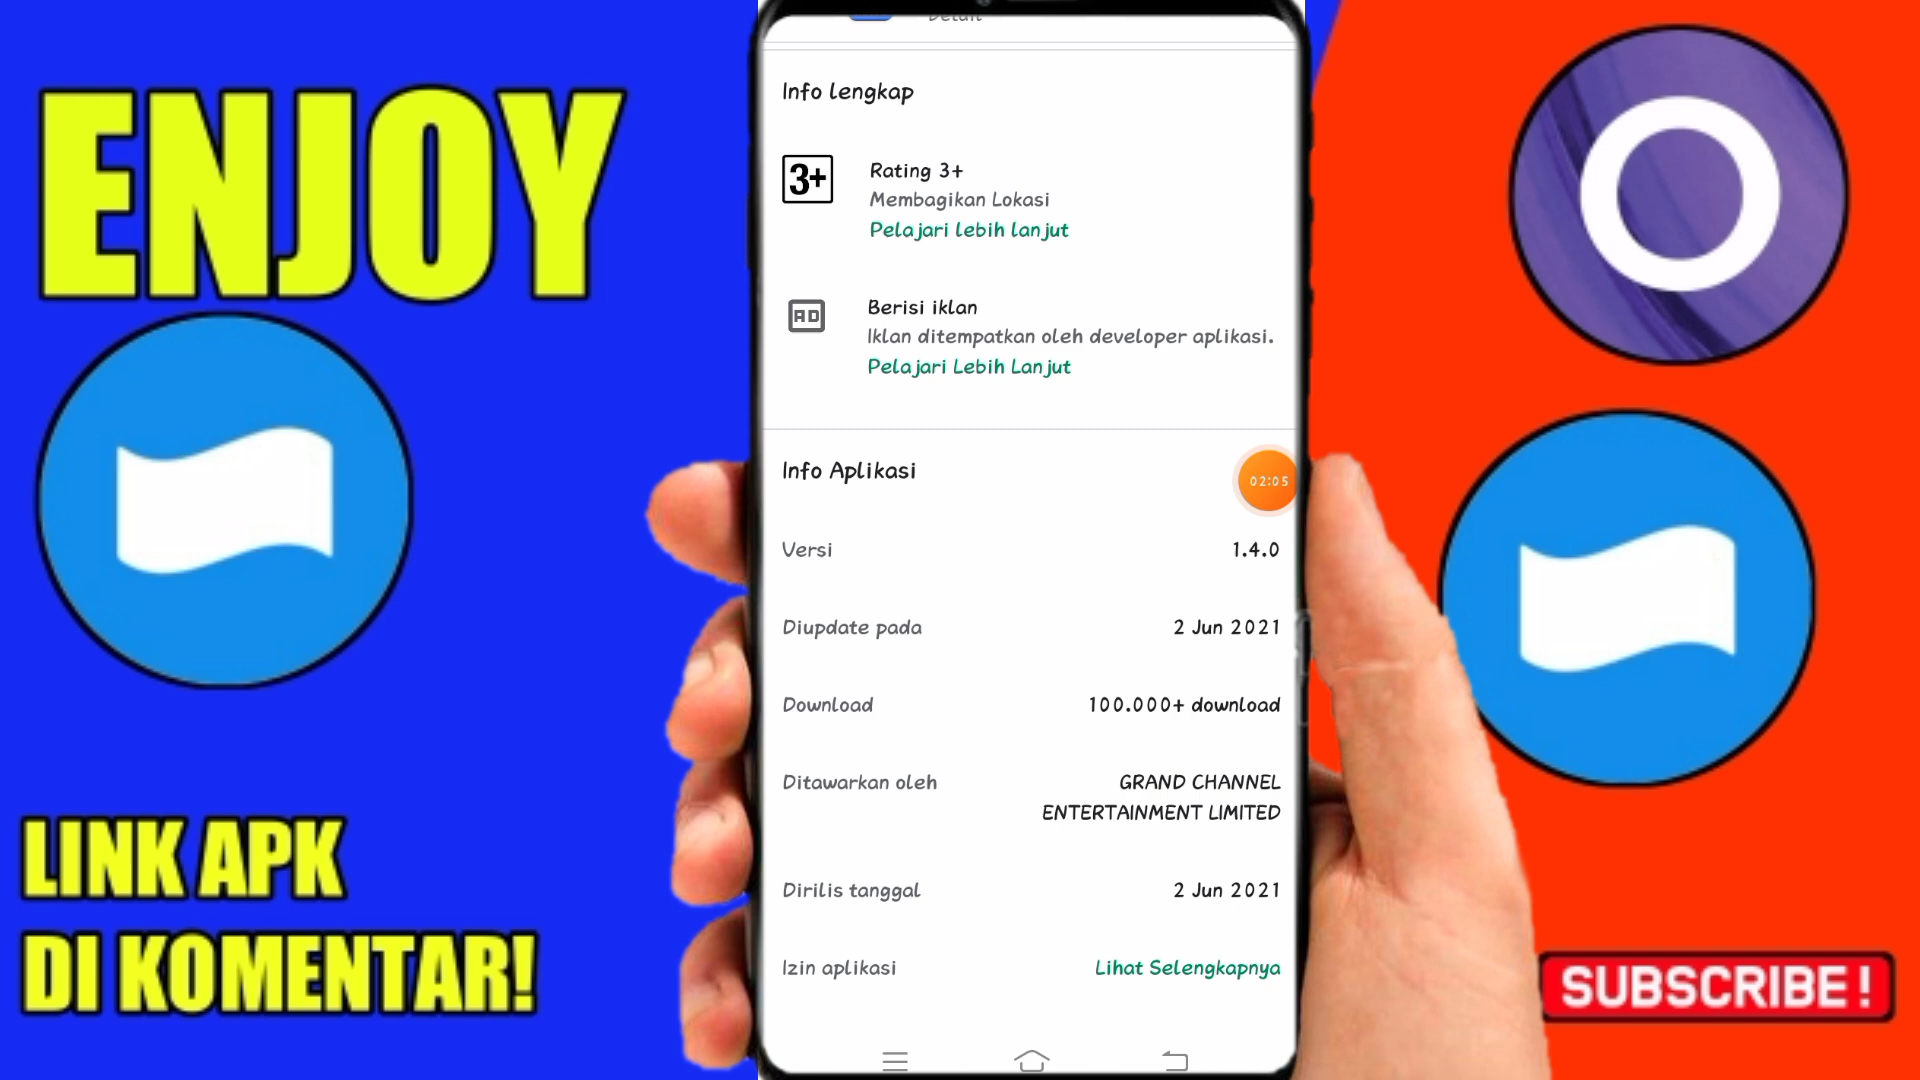 ENJOY
LINK APK
DI KOMENTAR!
Detail
Info lengkap
3+
Rating 3+
Membagikan Lokasi
Pelajari lebih lanjut
AD
Berisi iklan
Iklan ditempatkan oleh developer aplikasi.
Pelajari Lebih Lanjut
Info Aplikasi
02:05
Versi 1.4.0
Diupdate pada 2 Jun 2021
Download 100.000+ download
Ditawarkan oleh GRAND CHANNEL
ENTERTAINMENT LIMITED
Dirilis tanggal 2 Jun 2021
Izin aplikasi Lihat Selengkapnya
SUBSCRIBE !